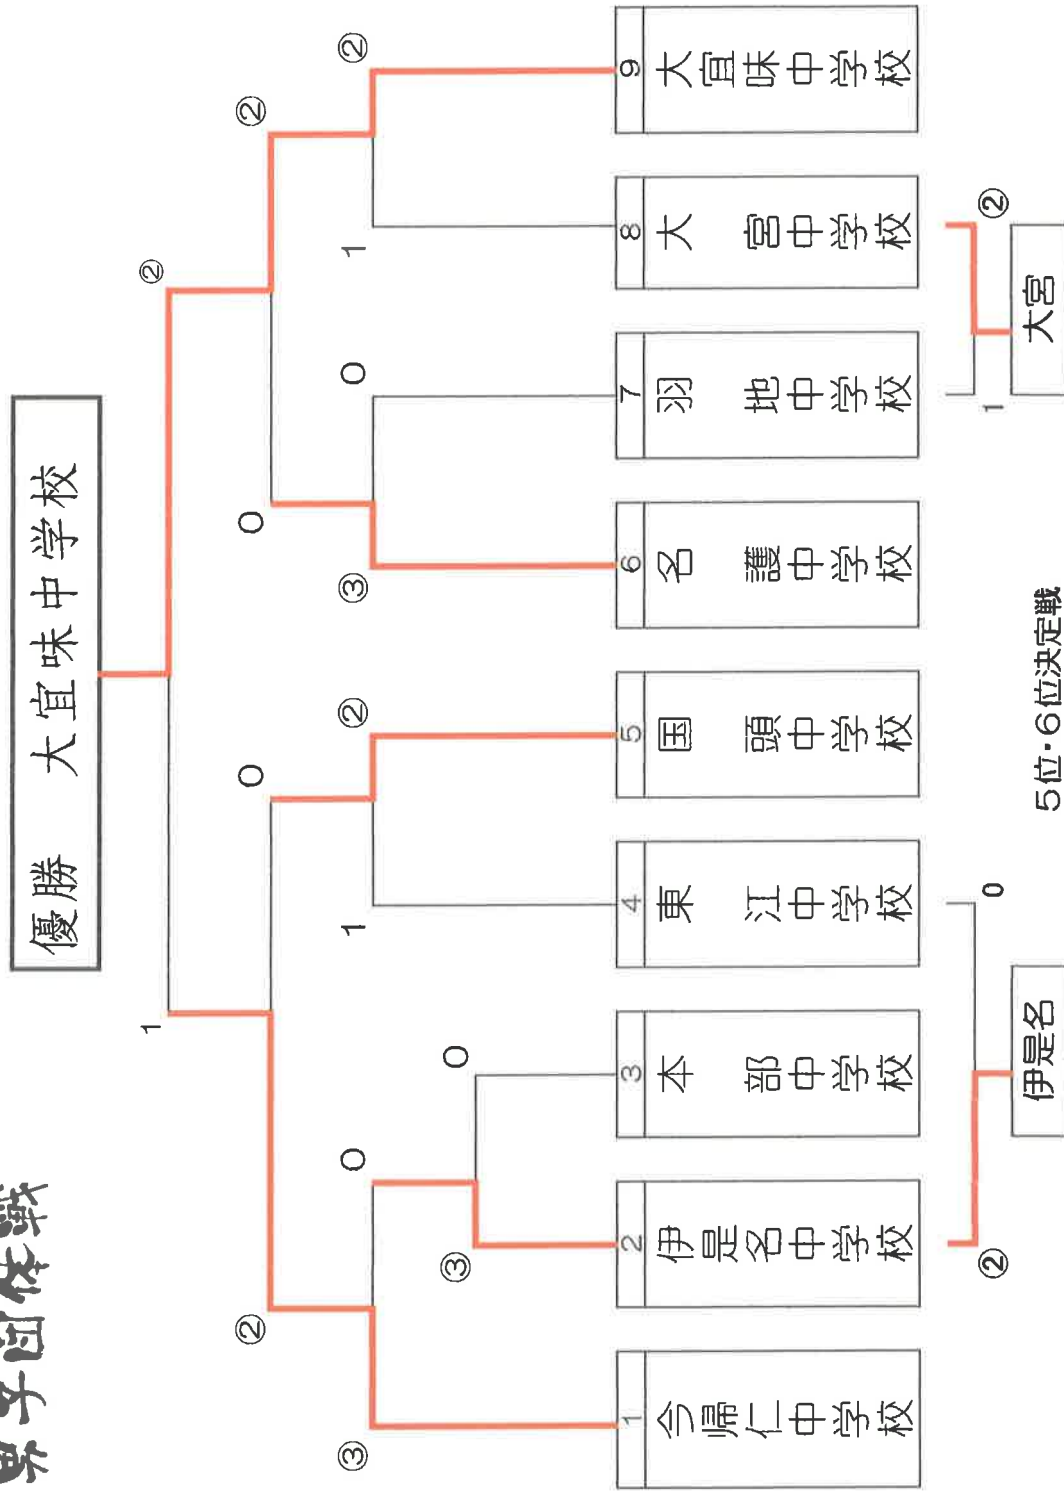 男子団体戦
優勝 大宜味中学校
1 ②
② 0 0 ②
③ 0 1 ② ③ 0 1 ②
③ 0
1 今帰仁中学校
2 伊是名中学校
3 本部中学校
4 東江中学校
5 国頭中学校
6 名護中学校
7 羽地中学校
8 大宮中学校
9 大宜味中学校
② 0 1 ②
伊是名 5位・6位決定戦 大宮